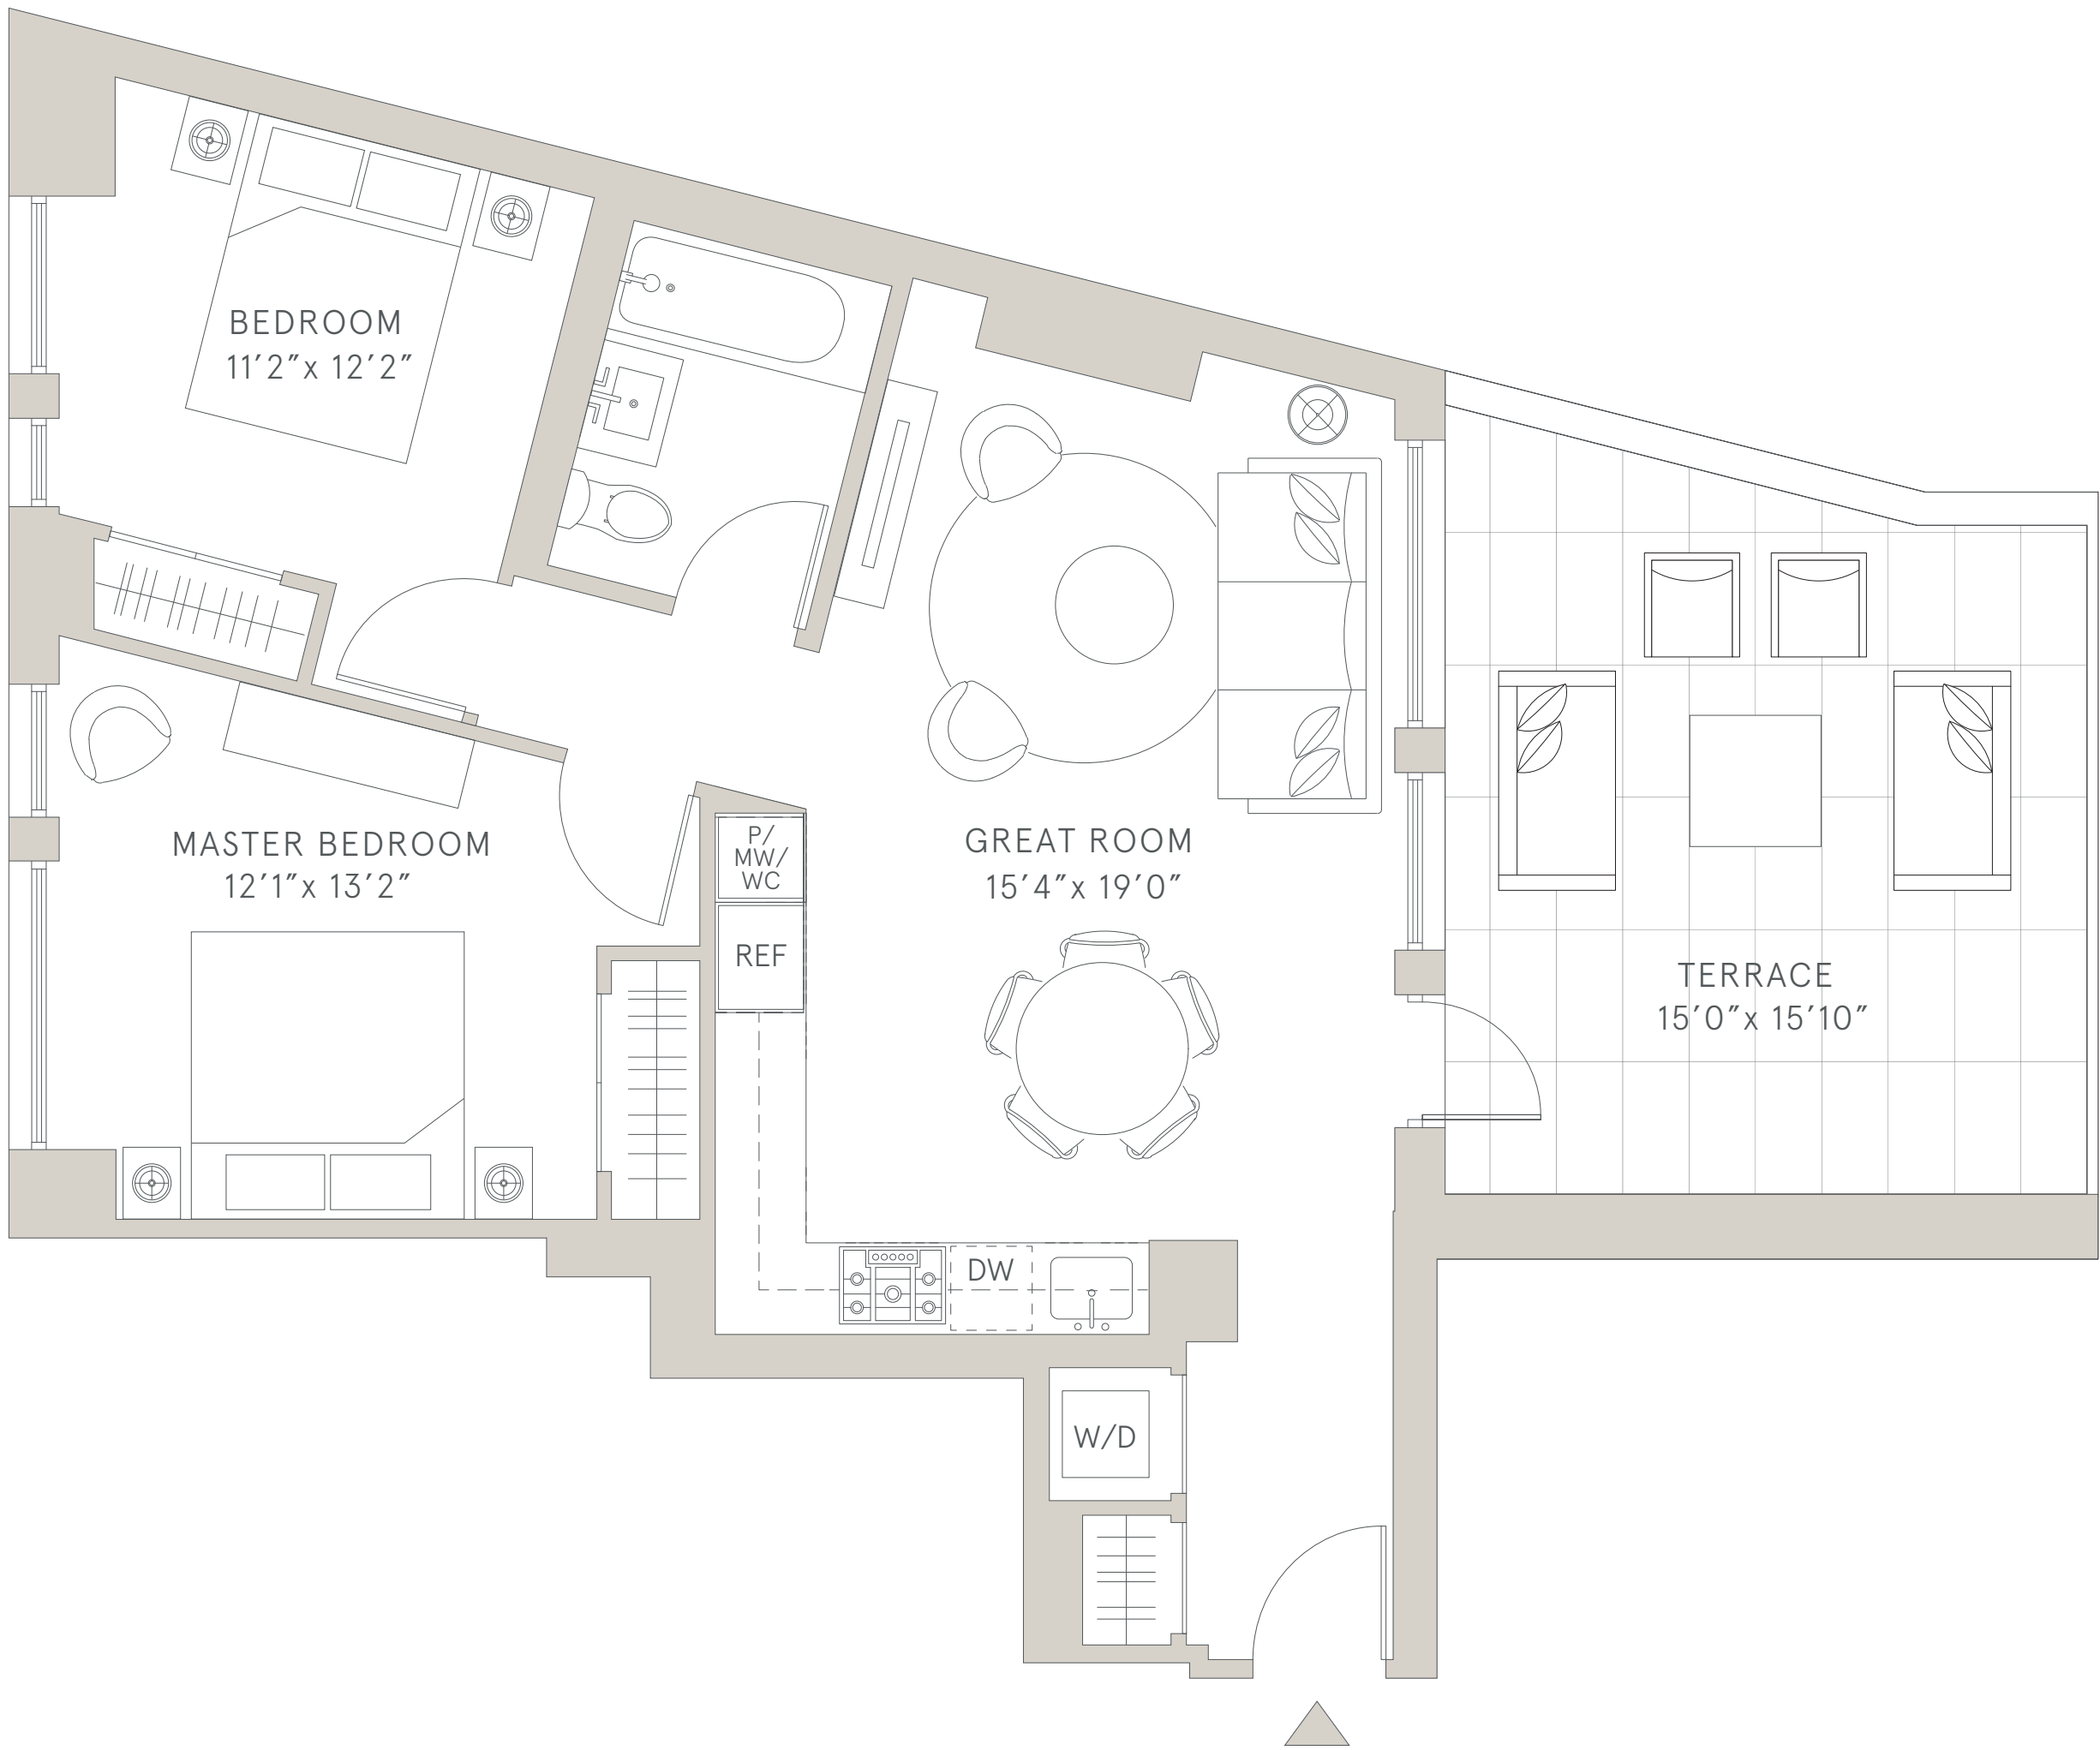 BEDROOM
11′2″x 12′2″
MASTER BEDROOM
12′1″x 13′2″
P/
MW/
WC
REF
GREAT ROOM
15′4″x 19′0″
TERRACE
15′0″x 15′10″
DW
W/D